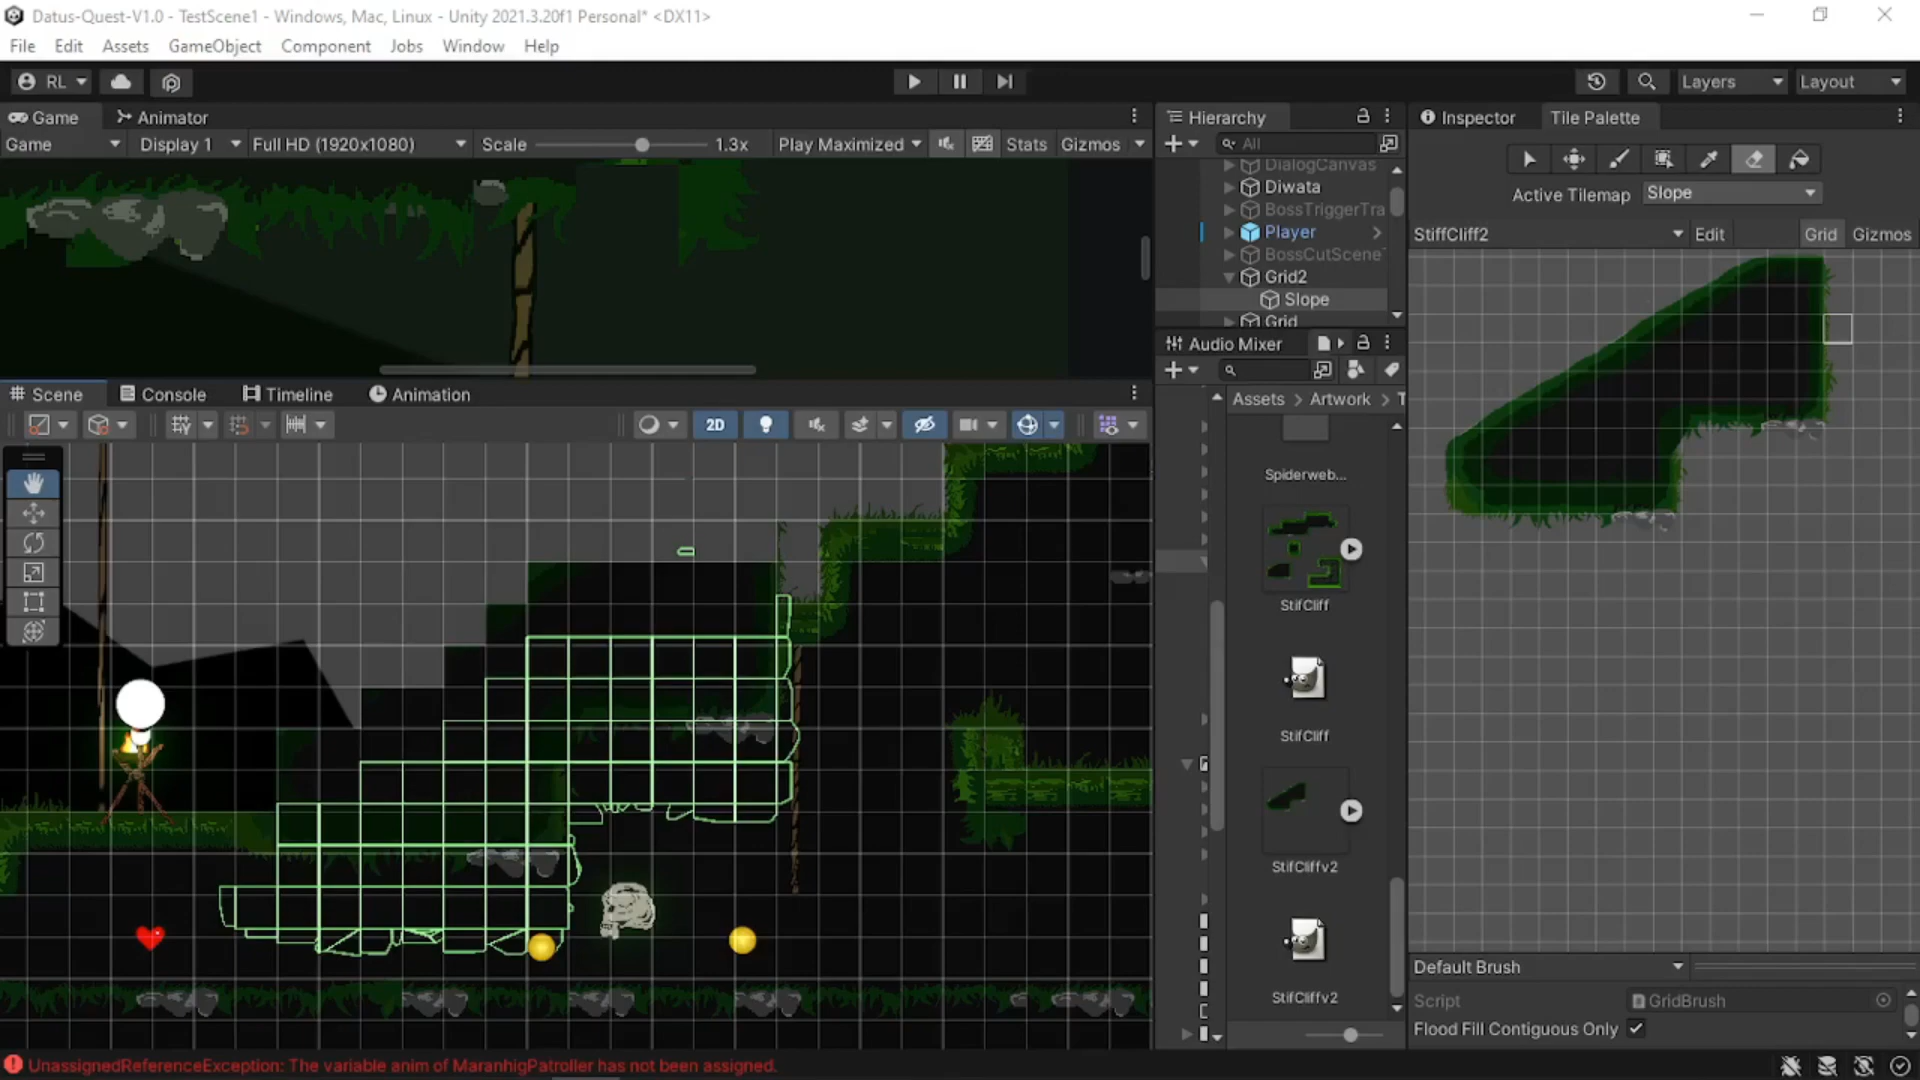 Datus-Quest-V1.0 - TestScene1 - Windows, Mac, Linux - Unity 2021.3.20f1 Personal* <DX11>
File Edit Assets GameObject Component Jobs Window Help
RL Layers Layout
Game Animator
Game Display 1 Full HD (1920x1080) Scale 1.3x Play Maximized Stats Gizmos
Scene Console Timeline Animation
2D
Hierarchy
All
DialogCanvas
Diwata
BossTriggerTra
Player
BossCutScene
Grid2
Slope
Grid
Audio Mixer
Assets > Artwork > T
Spiderweb...
StifCliff
StifCliff
StifCliffv2
StifCliffv2
Inspector Tile Palette
Active Tilemap Slope
StiffCliff2 Edit Grid Gizmos
Default Brush
Script GridBrush
Flood Fill Contiguous Only
UnassignedReferenceException: The variable anim of MaranhigPatroller has not been assigned.